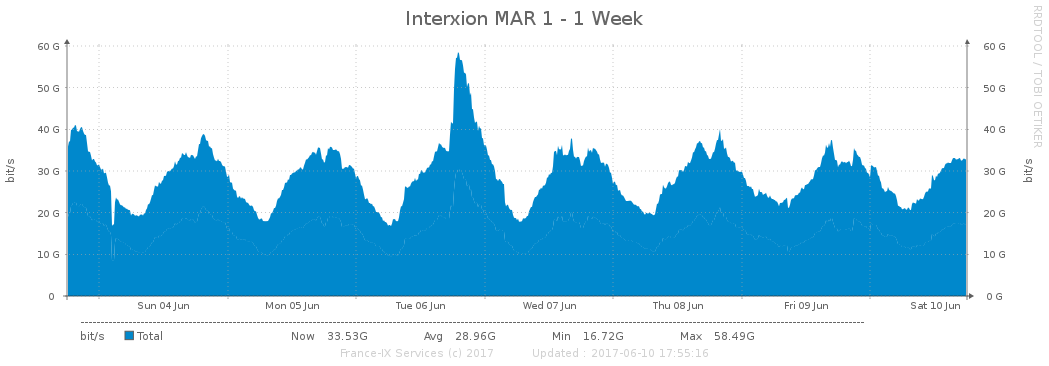 Interxion MAR 1 - 1 Week
RRDTOOL / TOBI OETIKER
bit/s
bit/s
60 G 60 G
50 G 50 G
40 G 40 G
30 G 30 G
20 G 20 G
10 G 10 G
0 0 G
Sun 04 Jun Mon 05 Jun Tue 06 Jun Wed 07 Jun Thu 08 Jun Fri 09 Jun Sat 10 Jun
bit/s Total Now 33.53G Avg 28.96G Min 16.72G Max 58.49G
France-IX Services (c) 2017 Updated : 2017-06-10 17:55:16